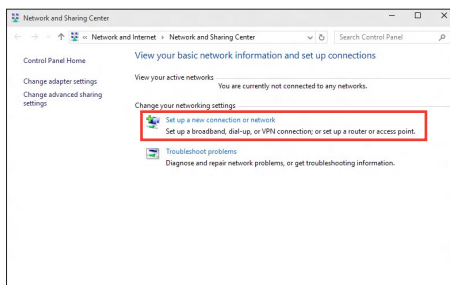 Network and Sharing Center
« Network and Internet › Network and Sharing Center
Search Control Panel
Control Panel Home
Change adapter settings
Change advanced sharing
settings
View your basic network information and set up connections
View your active networks
You are currently not connected to any networks.
Change your networking settings
Set up a new connection or network
Set up a broadband, dial-up, or VPN connection; or set up a router or access point.
Troubleshoot problems
Diagnose and repair network problems, or get troubleshooting information.